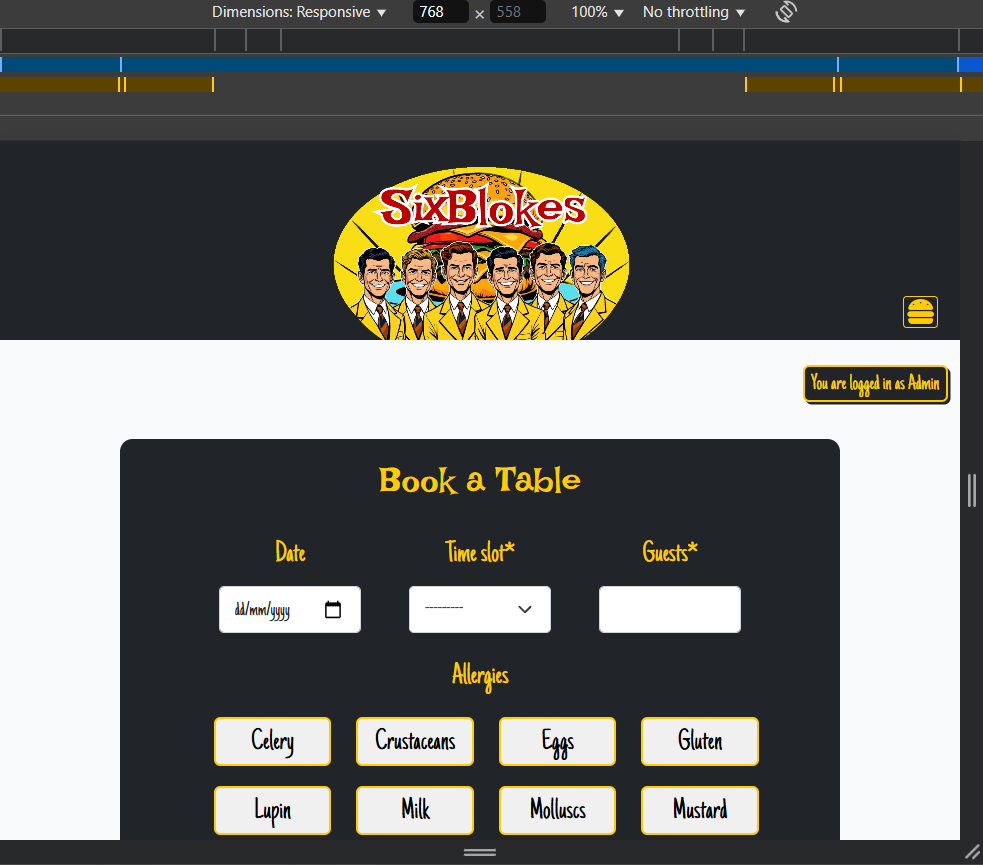 Dimensions: Responsive ▼ 768 × 558 100% ▼ No throttling ▼
SixBlokes
You are logged in as Admin
Book a Table
Date Time slot* Guests*
dd/mm/yyyy ---------
Allergies
Celery Crustaceans Eggs Gluten
Lupin Milk Molluscs Mustard